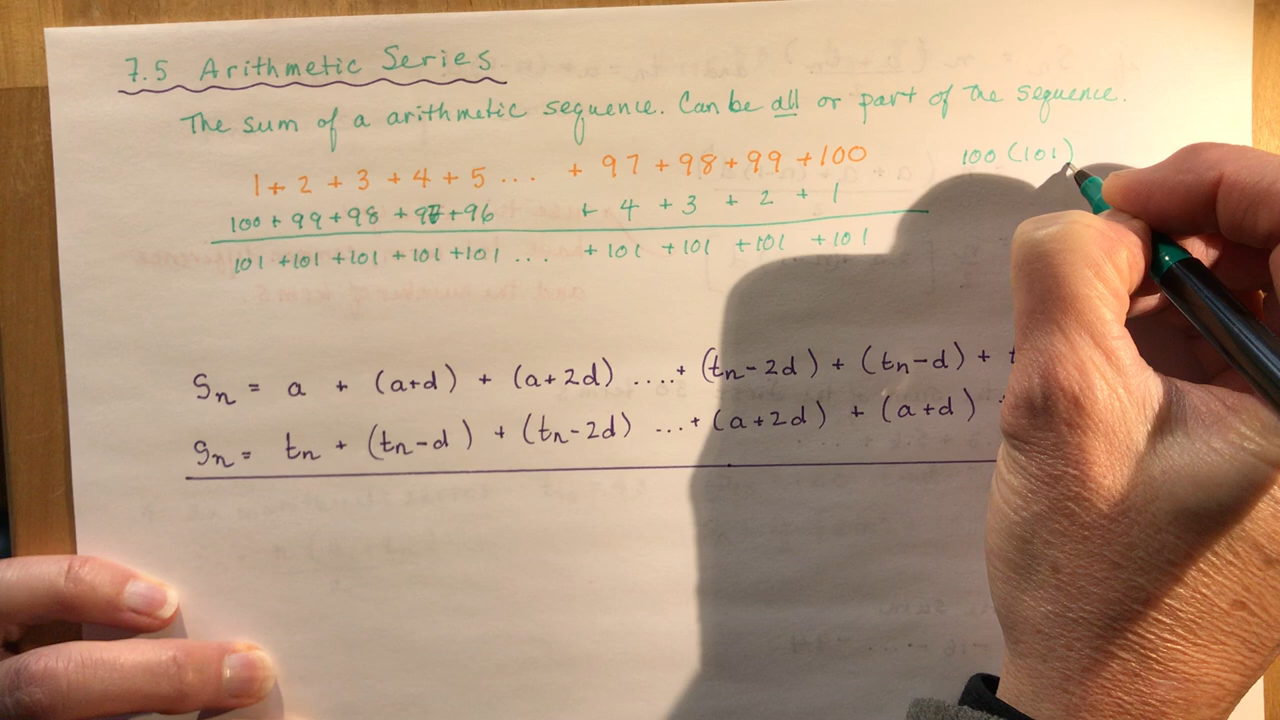 7.5 Arithmetic Series
The sum of a arithmetic sequence. Can be all or part of the sequence.
1 + 2 + 3 + 4 + 5 ... + 97 + 98 + 99 + 100
100 (101)
100 + 99 + 98 + 97 + 96 + 4 + 3 + 2 + 1
101 + 101 + 101 + 101 + 101 ... + 101 + 101 + 101 + 101
Sn = a + (a+d) + (a+2d) ....+ (tn-2d) + (tn-d) + t
Sn = tn + (tn-d) + (tn-2d) ...+ (a+2d) + (a+d) +